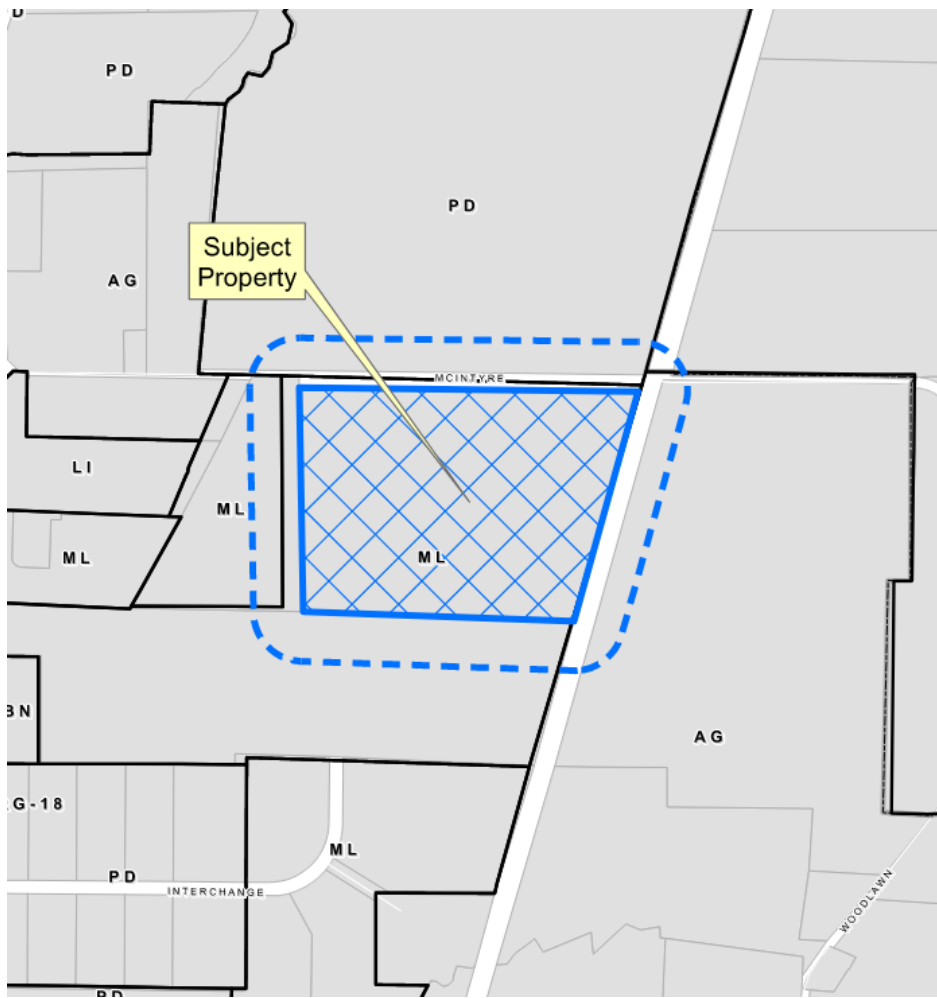 D
PD
PD
Subject
Property
AG
MCINTYRE
LI
ML
ML
ML
BN
AG
G-18
ML
PD
INTERCHANGE
WOODLAWN
PD